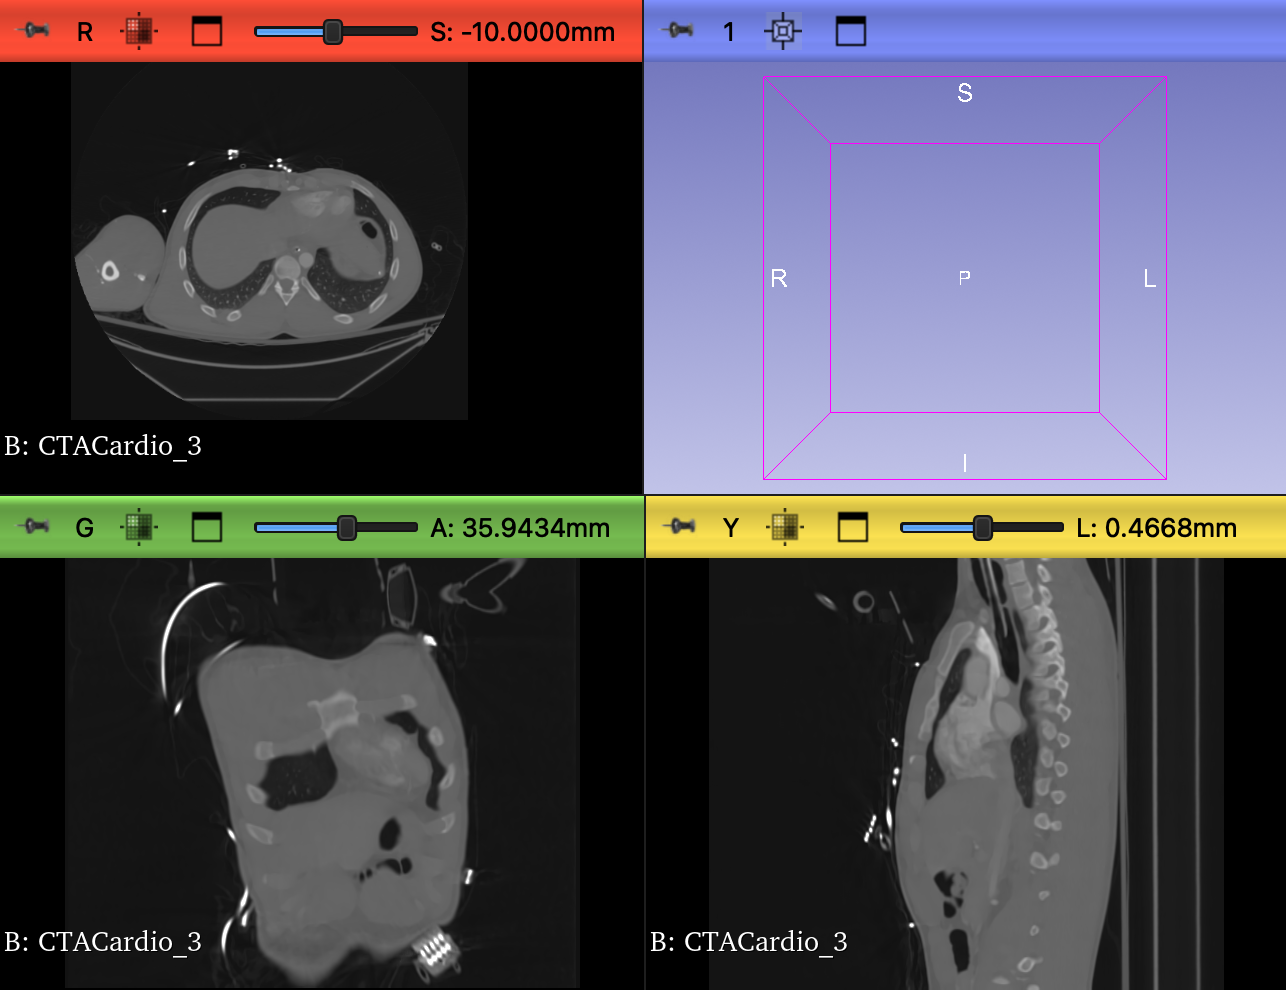 R S: -10.0000mm
1
S
R P L
I
B: CTACardio_3
G A: 35.9434mm
Y L: 0.4668mm
B: CTACardio_3
B: CTACardio_3